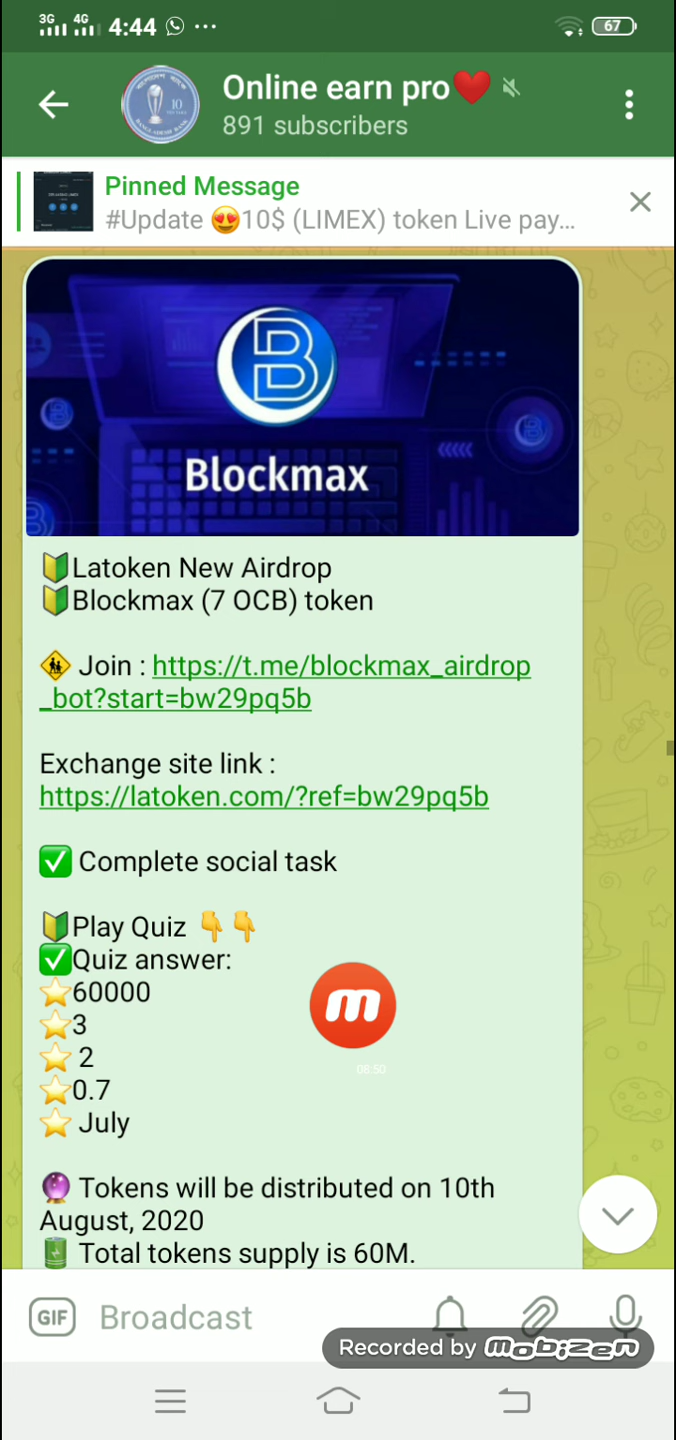 3G 4G 4:44 67
Online earn pro❤️
891 subscribers
Pinned Message
#Update 😍10$ (LIMEX) token Live pay...
Blockmax
🔰Latoken New Airdrop
🔰Blockmax (7 OCB) token
🚸 Join : https://t.me/blockmax_airdrop
_bot?start=bw29pq5b
Exchange site link :
https://latoken.com/?ref=bw29pq5b
✅ Complete social task
🔰Play Quiz 👇👇
✅Quiz answer:
⭐60000
⭐3
⭐ 2
⭐0.7
⭐ July
m
🔮 Tokens will be distributed on 10th
August, 2020
🔋 Total tokens supply is 60M.
GIF Broadcast
Recorded by mobizen